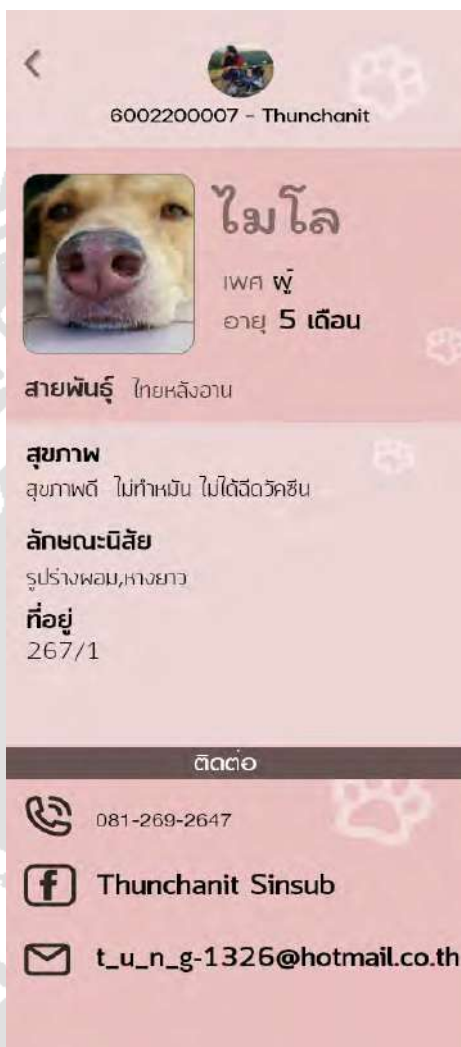 6002200007 - Thunchanit
ไมโล
เพศ ผู้
อายุ 5 เดือน
สายพันธุ์ ไทยหลังอาน
สุขภาพ
สุขภาพดี ไม่ทำหมัน ไม่ได้ฉีดวัคซีน
ลักษณะนิสัย
รูปร่างผอม,หางยาว
ที่อยู่
267/1
ติดต่อ
081-269-2647
Thunchanit Sinsub
t_u_n_g-1326@hotmail.co.th